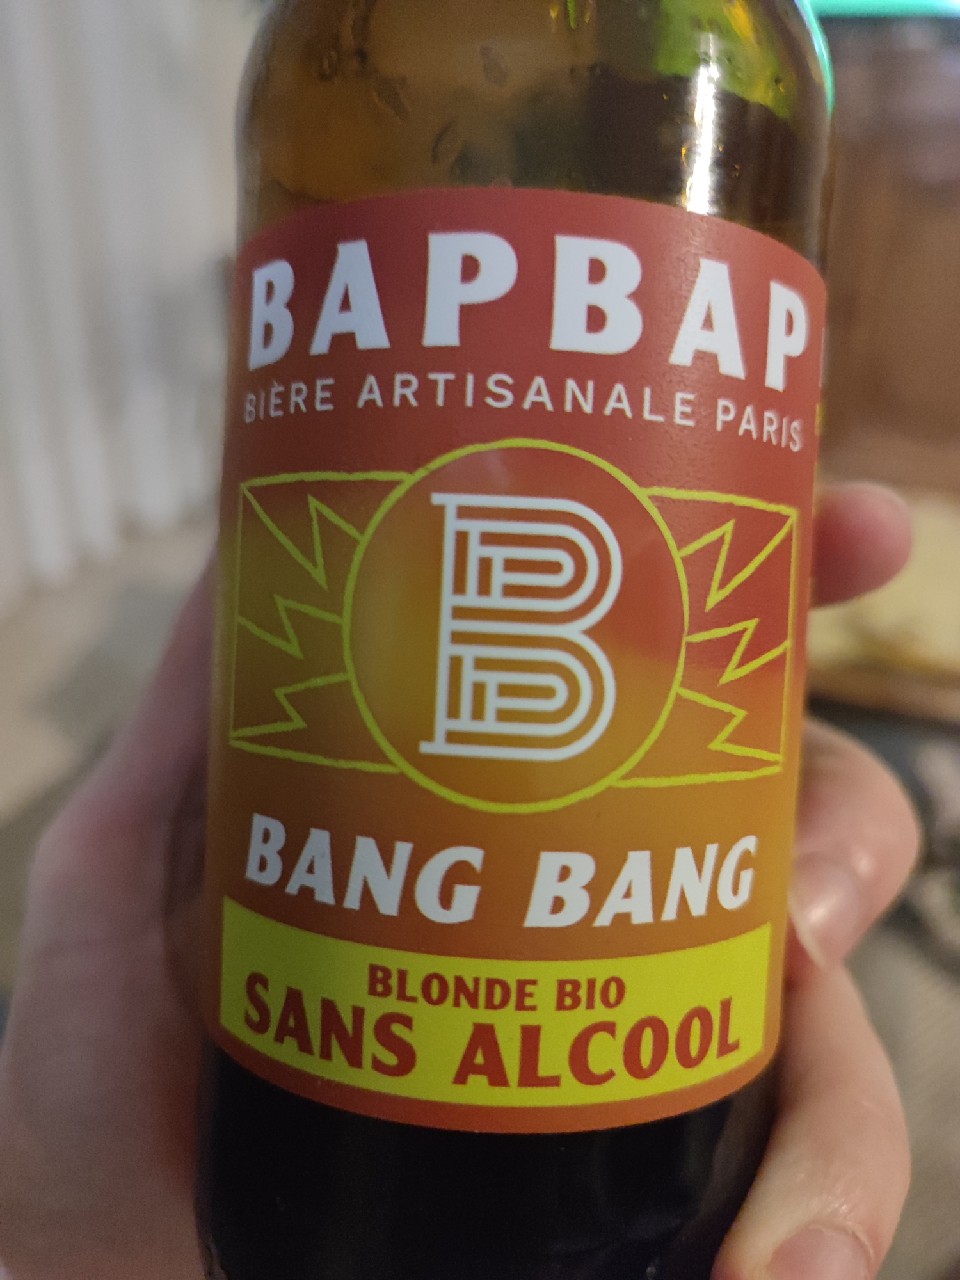 BAPBAP
BIÈRE ARTISANALE PARIS
B
BANG BANG
BLONDE BIO
SANS ALCOOL